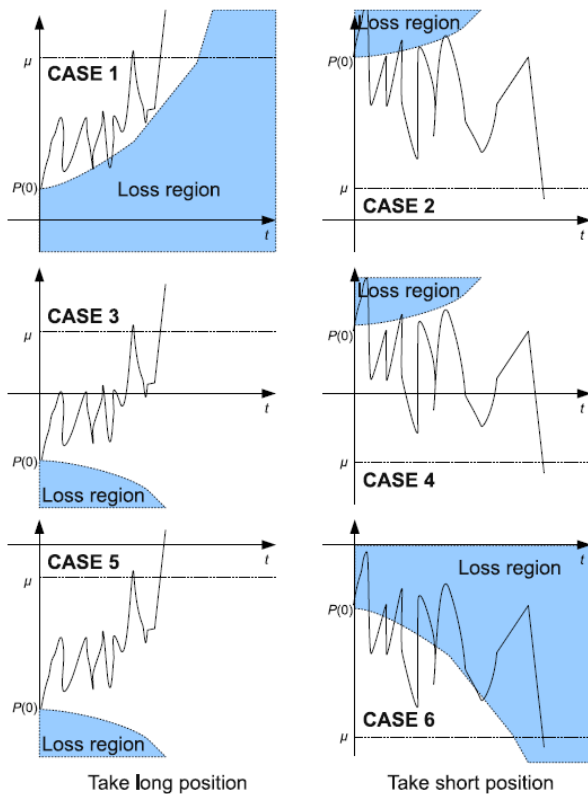 μ
CASE 1
P(0)
Loss region
t
Loss region
P(0)
μ
CASE 2
t
μ
CASE 3
t
P(0)
Loss region
Loss region
P(0)
t
μ
CASE 4
t
CASE 5
μ
P(0)
Loss region
Loss region
t
P(0)
CASE 6
μ
Take long position
Take short position